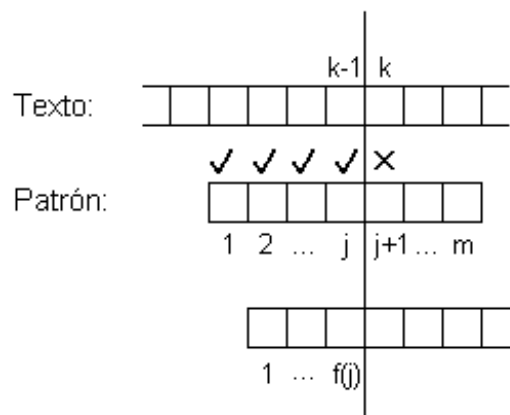 k-1 k
Texto:
Patrón:
1 2 ... j j+1 ... m
1 ... f(j)